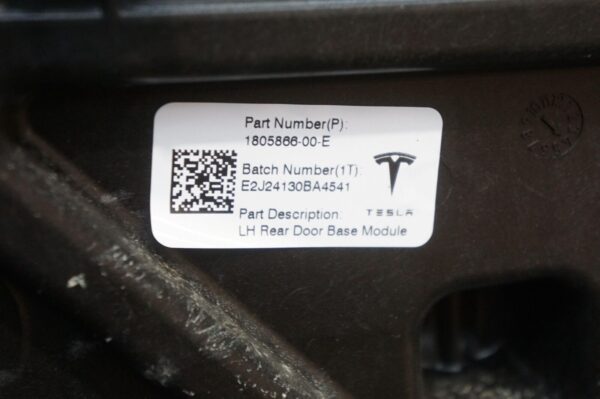 Part Number(P):
1805866-00-E
Batch Number(1T):
E2J24130BA4541
Part Description:
TESLA
LH Rear Door Base Module